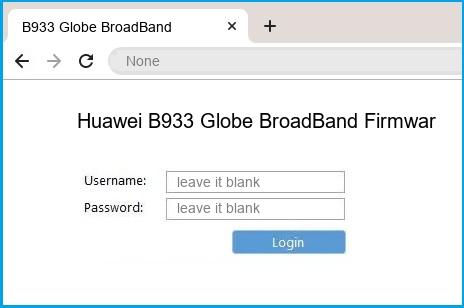 B933 Globe BroadBand
None
Huawei B933 Globe BroadBand Firmwar
Username: leave it blank
Password: leave it blank
Login